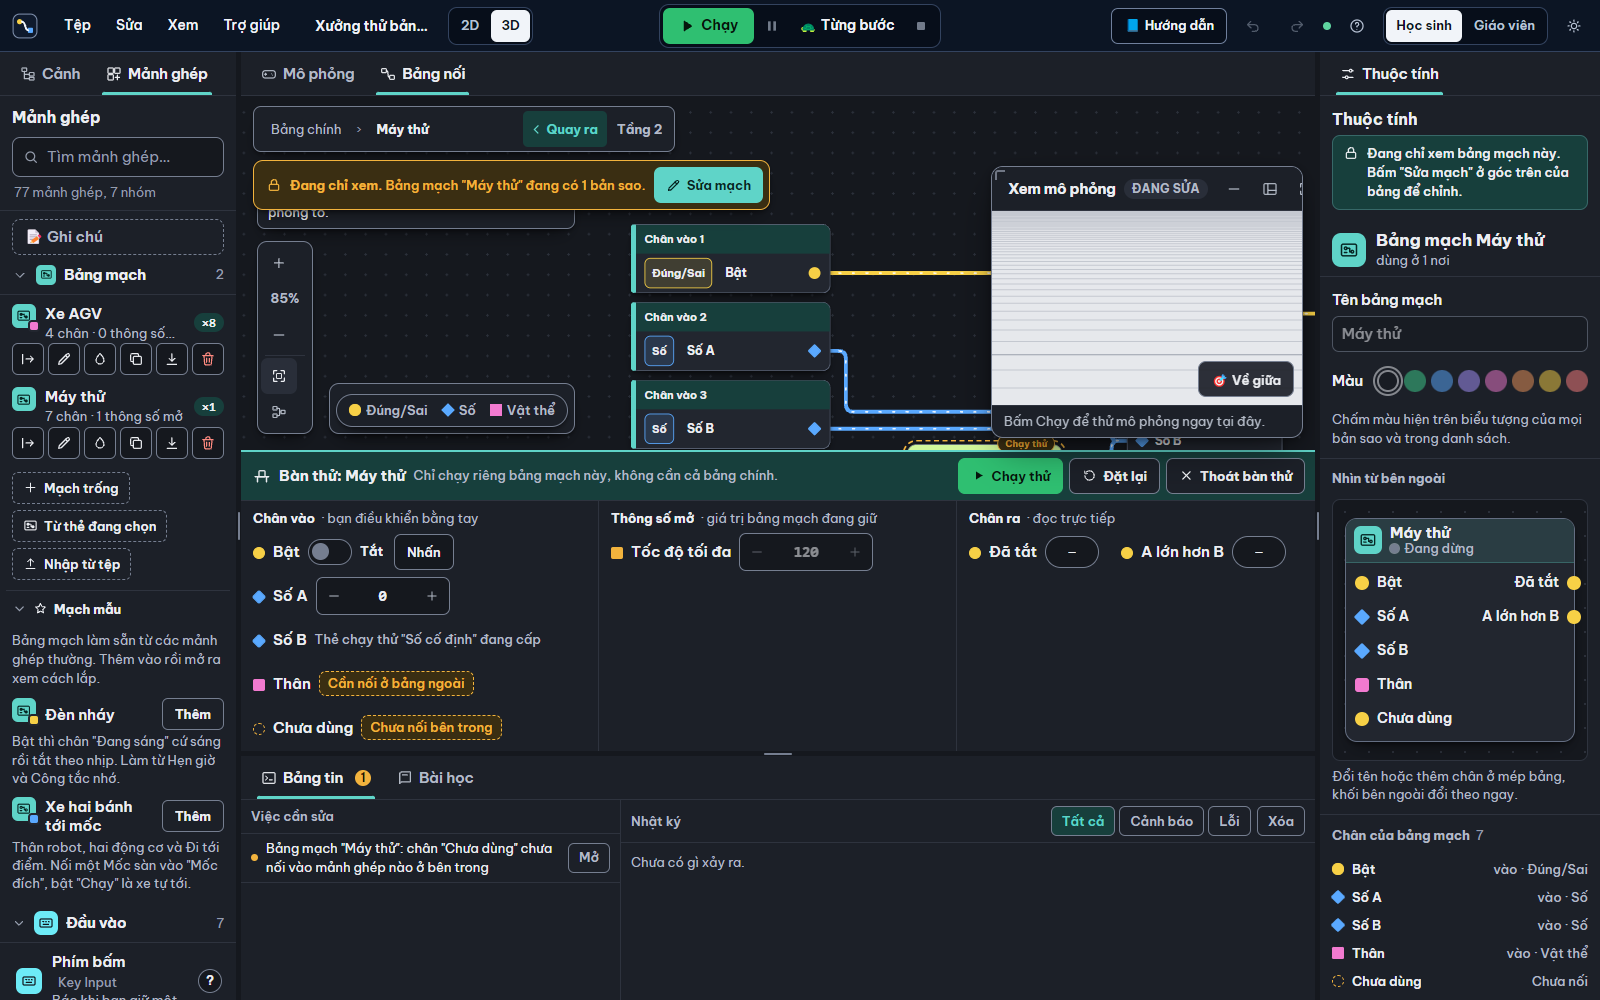 Tệp Sửa Xem Trợ giúp Xưởng thử bản... 2D 3D Chạy Từng bước Hướng dẫn Học sinh Giáo viên
Cảnh Mảnh ghép
Mảnh ghép
Tìm mảnh ghép...
77 mảnh ghép, 7 nhóm
Ghi chú
Bảng mạch 2
Xe AGV
4 chân · 0 thông số... ×8
Máy thử
7 chân · 1 thông số mở ×1
Mạch trống
Từ thẻ đang chọn
Nhập từ tệp
Mạch mẫu
Bảng mạch làm sẵn từ các mảnh
ghép thường. Thêm vào rồi mở ra
xem cách lắp.
Đèn nháy Thêm
Bật thì chân "Đang sáng" cứ sáng
rồi tắt theo nhịp. Làm từ Hẹn giờ
và Công tắc nhớ.
Xe hai bánh
tới mốc
Thêm
Thân robot, hai động cơ và Đi tới
điểm. Nối một Mốc sàn vào "Mốc
đích", bật "Chạy" là xe tự tới.
Đầu vào 7
Phím bấm
Key Input
?
Mô phỏng Bảng nối
Bảng chính › Máy thử Quay ra Tầng 2
Đang chỉ xem. Bảng mạch "Máy thử" đang có 1 bản sao. Sửa mạch
phóng to.
85%
Đúng/Sai Số Vật thể
Chân vào 1
Đúng/Sai Bật
Chân vào 2
Số Số A
Chân vào 3
Số Số B
Xem mô phỏng ĐANG SỬA
Về giữa
Bấm Chạy để thử mô phỏng ngay tại đây.
Chạy thử
Số B
Bàn thử: Máy thử Chỉ chạy riêng bảng mạch này, không cần cả bảng chính. Chạy thử Đặt lại Thoát bàn thử
Chân vào · bạn điều khiển bằng tay
Bật Tắt Nhấn
Số A 0
Số B Thẻ chạy thử "Số cố định" đang cấp
Thân Cần nối ở bảng ngoài
Chưa dùng Chưa nối bên trong
Thông số mở · giá trị bảng mạch đang giữ
Tốc độ tối đa 120
Chân ra · đọc trực tiếp
Đã tắt – A lớn hơn B –
Bảng tin 1 Bài học
Việc cần sửa
Bảng mạch "Máy thử": chân "Chưa dùng" chưa
nối vào mảnh ghép nào ở bên trong
Mở
Nhật ký Tất cả Cảnh báo Lỗi Xóa
Chưa có gì xảy ra.
Thuộc tính
Thuộc tính
Đang chỉ xem bảng mạch này.
Bấm "Sửa mạch" ở góc trên của
bảng để chỉnh.
Bảng mạch Máy thử
dùng ở 1 nơi
Tên bảng mạch
Máy thử
Màu
Chấm màu hiện trên biểu tượng của mọi
bản sao và trong danh sách.
Nhìn từ bên ngoài
Máy thử
Đang dừng
Bật Đã tắt
Số A A lớn hơn B
Số B
Thân
Chưa dùng
Đổi tên hoặc thêm chân ở mép bảng,
khối bên ngoài đổi theo ngay.
Chân của bảng mạch 7
Bật vào · Đúng/Sai
Số A vào · Số
Số B vào · Số
Thân vào · Vật thể
Chưa dùng Chưa nối